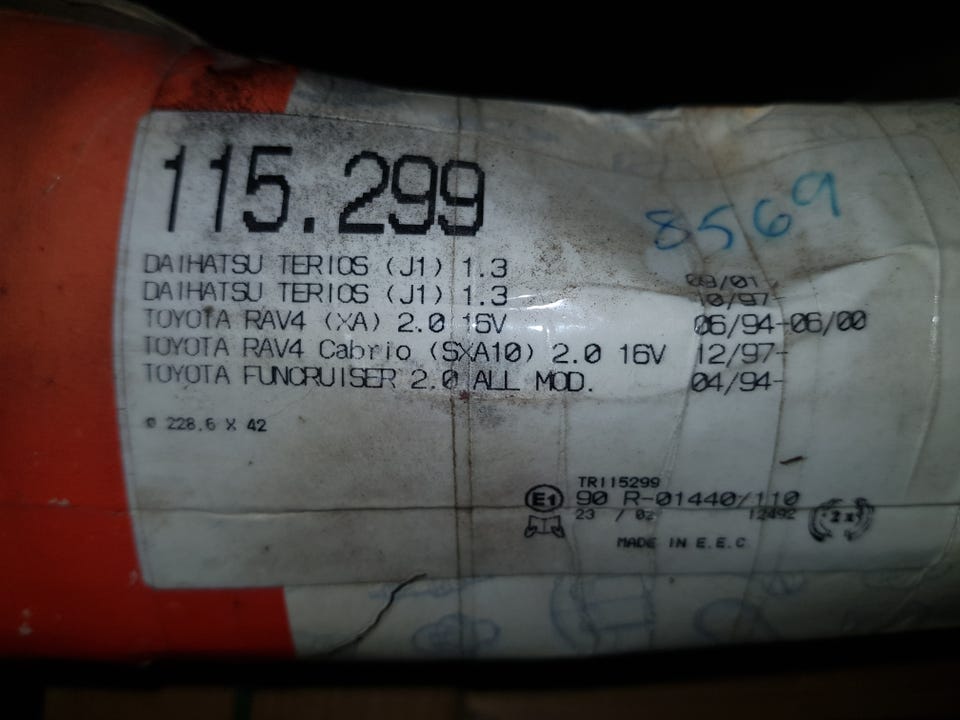 115.299
8569
DAIHATSU TERIOS (J1) 1.3 09/01
DAIHATSU TERIOS (J1) 1.3 10/97-
TOYOTA RAV4 (XA) 2.0 16V 06/94-06/00
TOYOTA RAV4 Cabrio (SXA10) 2.0 16V 12/97-
TOYOTA FUNCRUISER 2.0 ALL MOD. 04/94-
ø 228.6 X 42
TR115299
E1 90 R-01440/110
23 / 02 12492
2x
MADE IN E.E.C